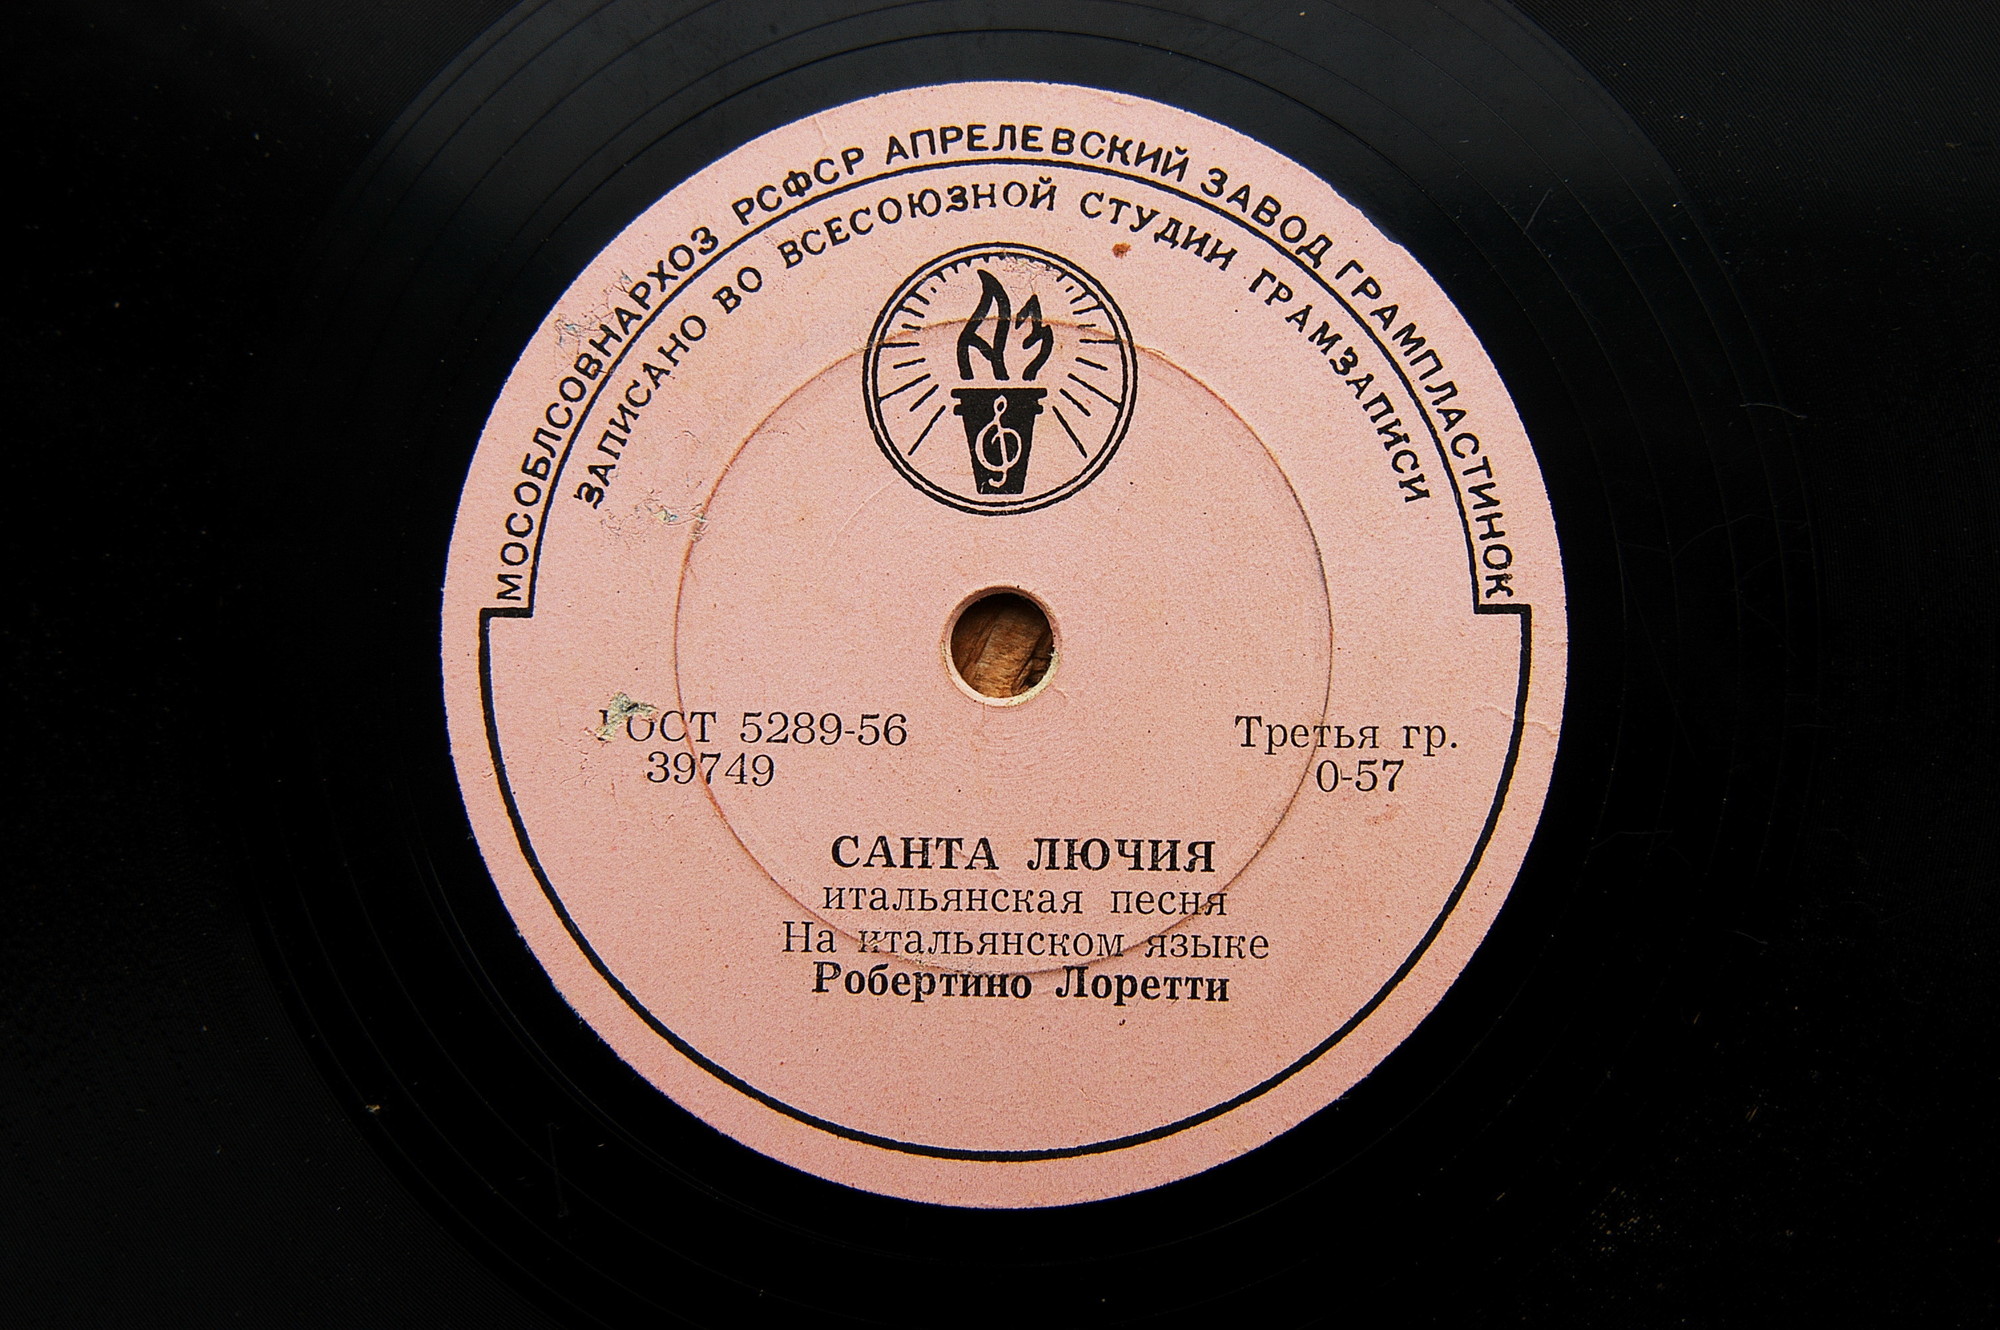 МОСОБЛСОВНАРХОЗ РСФСР АПРЕЛЕВСКИЙ ЗАВОД ГРАМПЛАСТИНОК
ЗАПИСАНО ВО ВСЕСОЮЗНОЙ СТУДИИ ГРАМЗАПИСИ
АЗ
ГОСТ 5289-56
39749
Третья гр.
0-57
САНТА ЛЮЧИЯ
итальянская песня
На итальянском языке
Робертино Лоретти